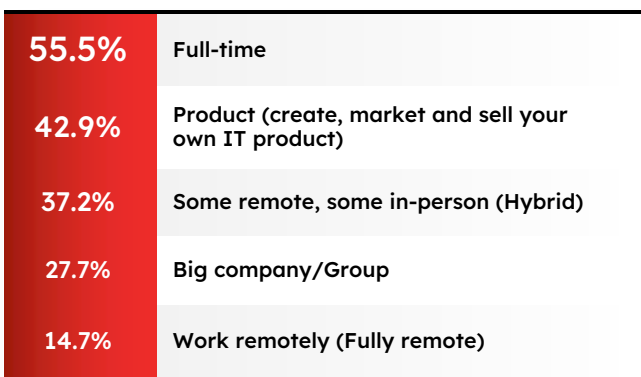 55.5% Full-time
42.9% Product (create, market and sell your
own IT product)
37.2% Some remote, some in-person (Hybrid)
27.7% Big company/Group
14.7% Work remotely (Fully remote)